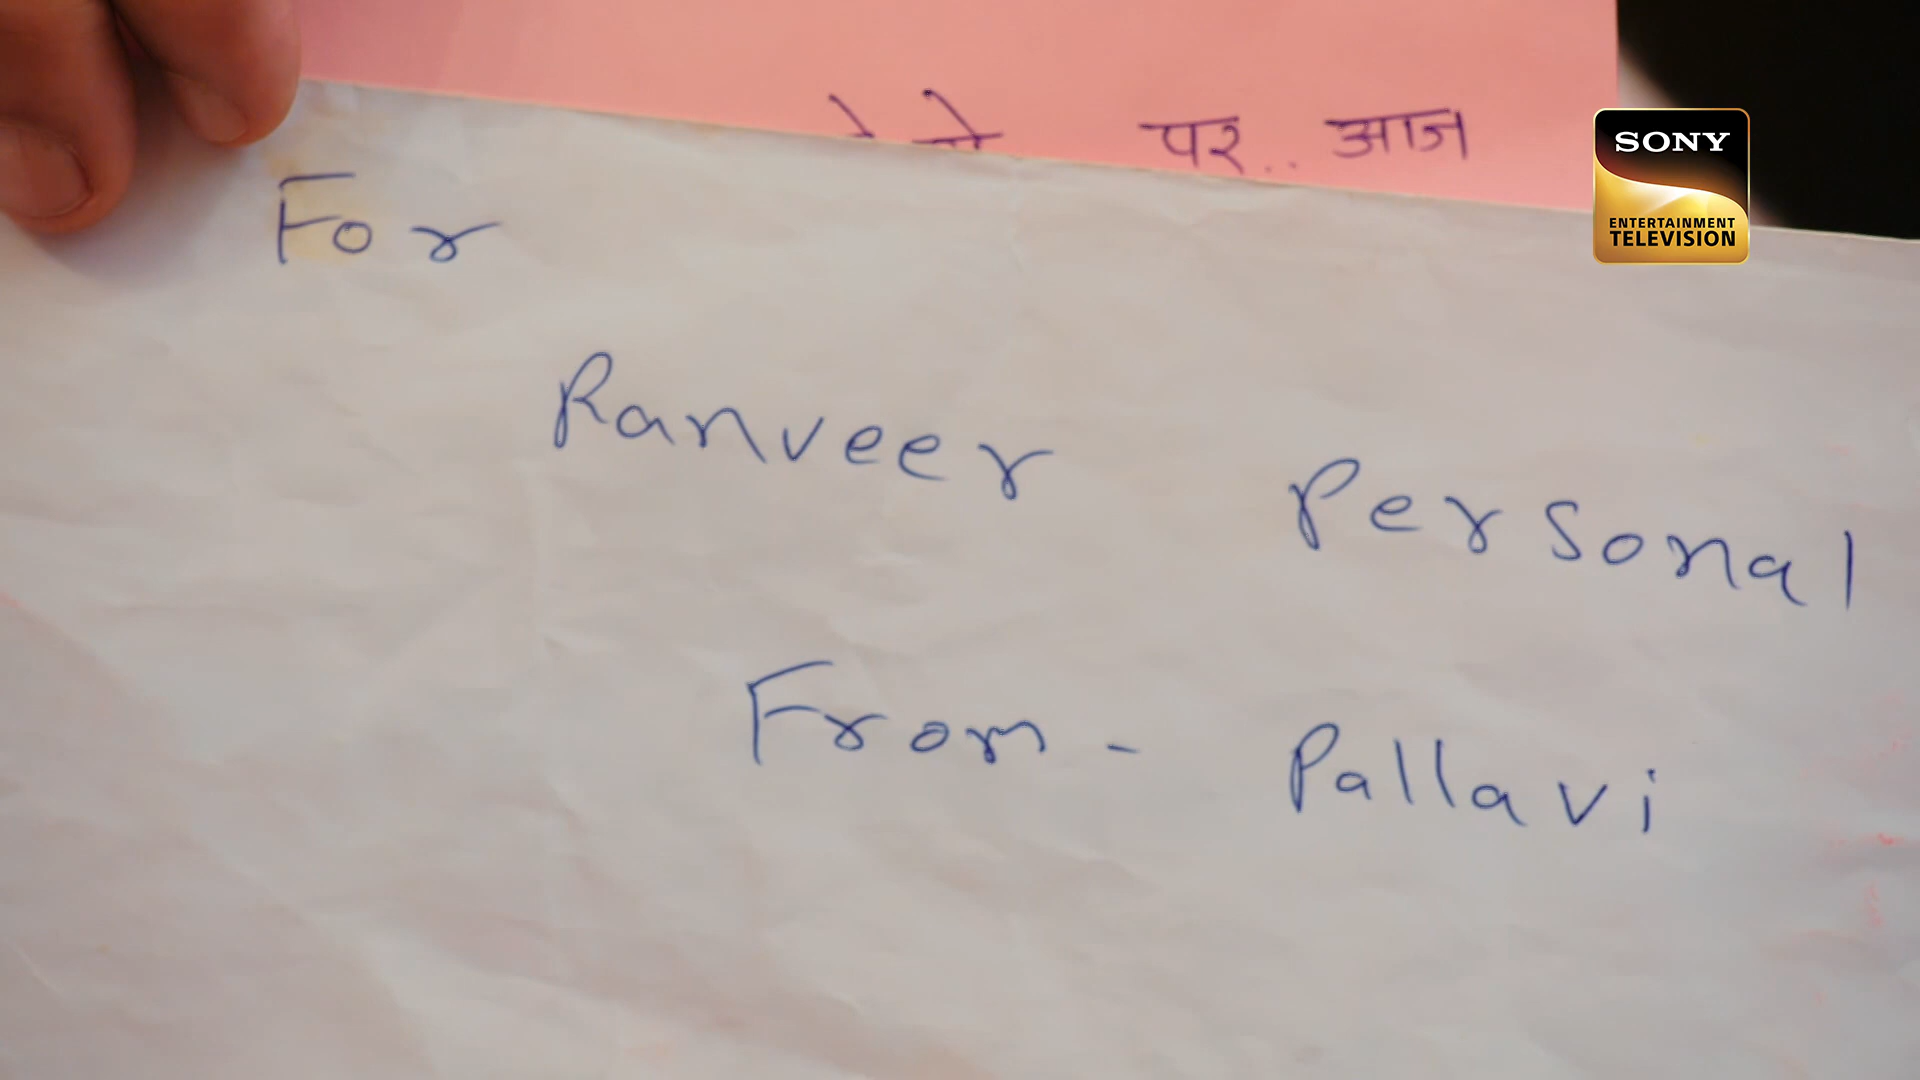 पर.. आज
SONY
ENTERTAINMENT
TELEVISION
For
Ranveer Personal
From - Pallavi